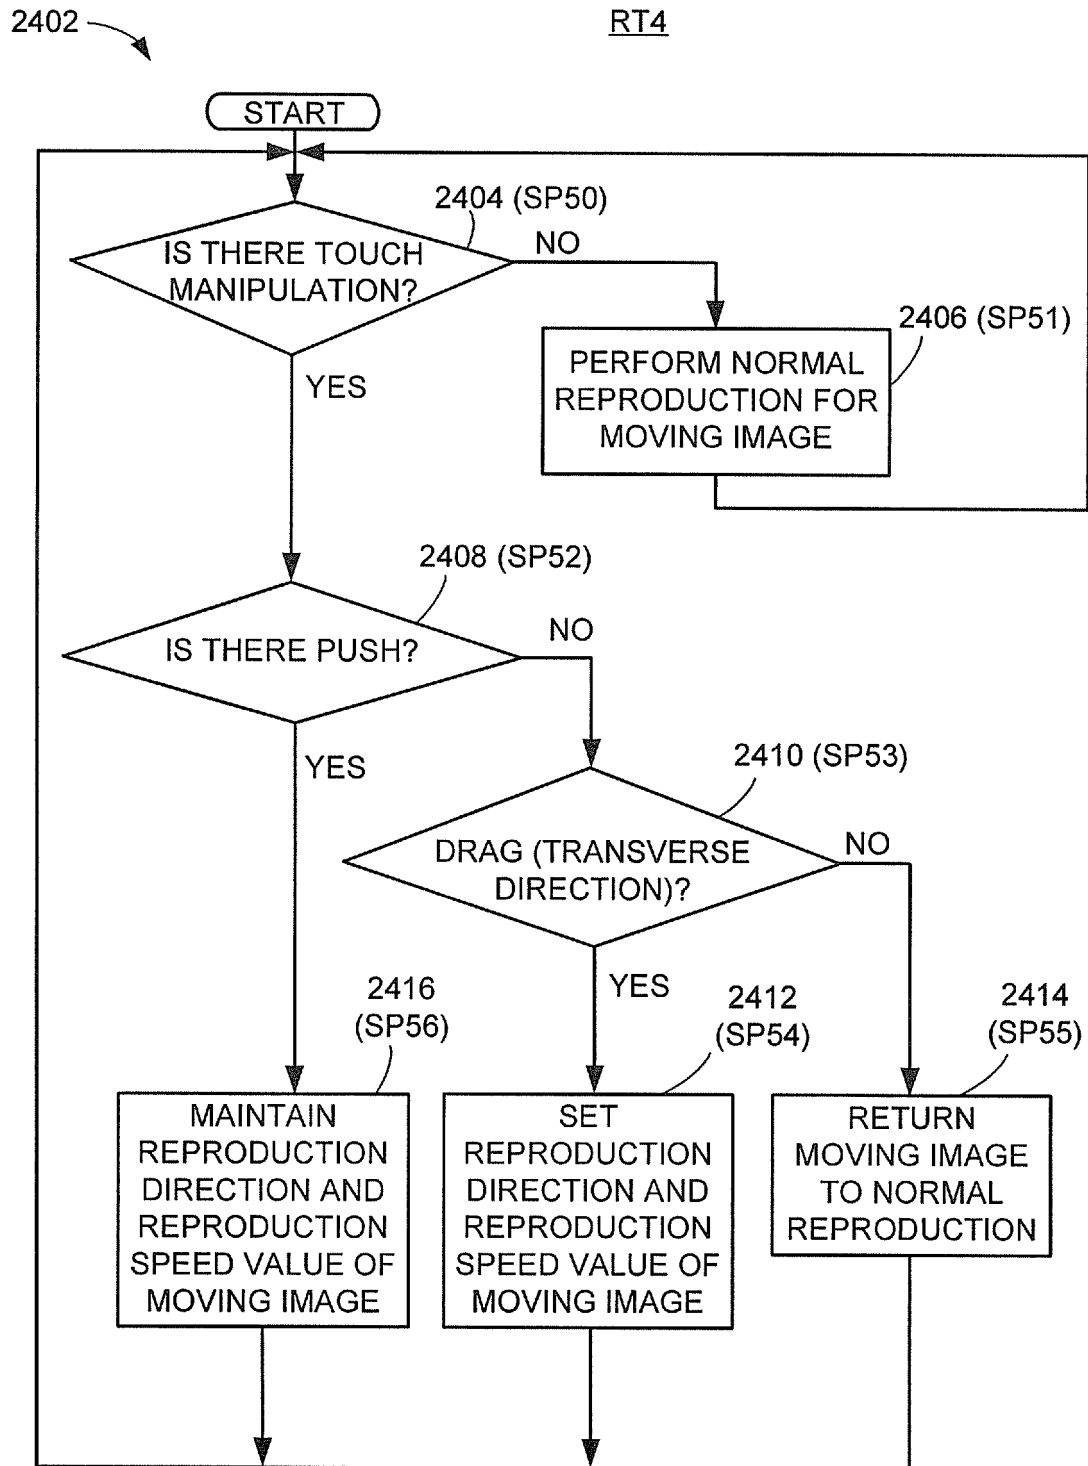 2402
RT4
START
2404 (SP50)
IS THERE TOUCH
MANIPULATION?
NO
YES
2406 (SP51)
PERFORM NORMAL
REPRODUCTION FOR
MOVING IMAGE
2408 (SP52)
IS THERE PUSH?
NO
YES
2410 (SP53)
DRAG (TRANSVERSE
DIRECTION)?
NO
YES
2416
(SP56)
MAINTAIN
REPRODUCTION
DIRECTION AND
REPRODUCTION
SPEED VALUE OF
MOVING IMAGE
2412
(SP54)
SET
REPRODUCTION
DIRECTION AND
REPRODUCTION
SPEED VALUE OF
MOVING IMAGE
2414
(SP55)
RETURN
MOVING IMAGE
TO NORMAL
REPRODUCTION